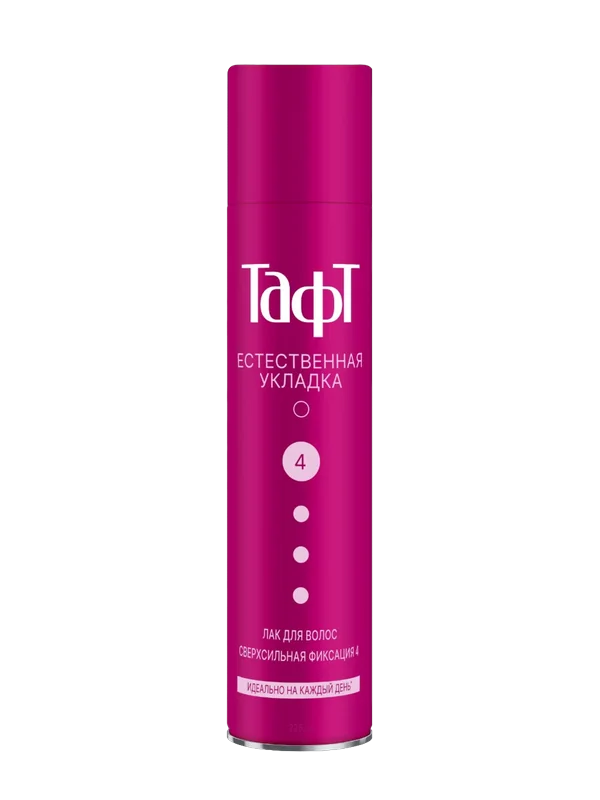 Тафт
ЕСТЕСТВЕННАЯ
УКЛАДКА
4
ЛАК ДЛЯ ВОЛОС
СВЕРХСИЛЬНАЯ ФИКСАЦИЯ 4
ИДЕАЛЬНО НА КАЖДЫЙ ДЕНЬ*